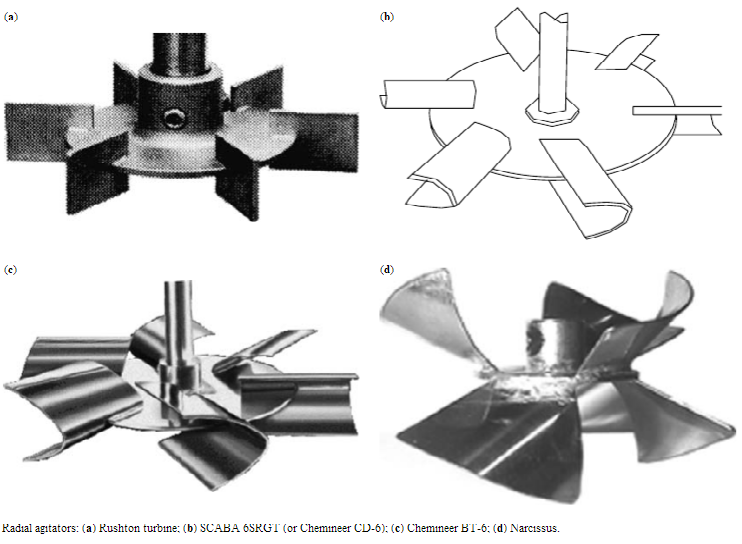 (a)
(b)
(c)
(d)
Radial agitators: (a) Rushton turbine; (b) SCABA 6SRGT (or Chemineer CD-6); (c) Chemineer BT-6; (d) Narcissus.